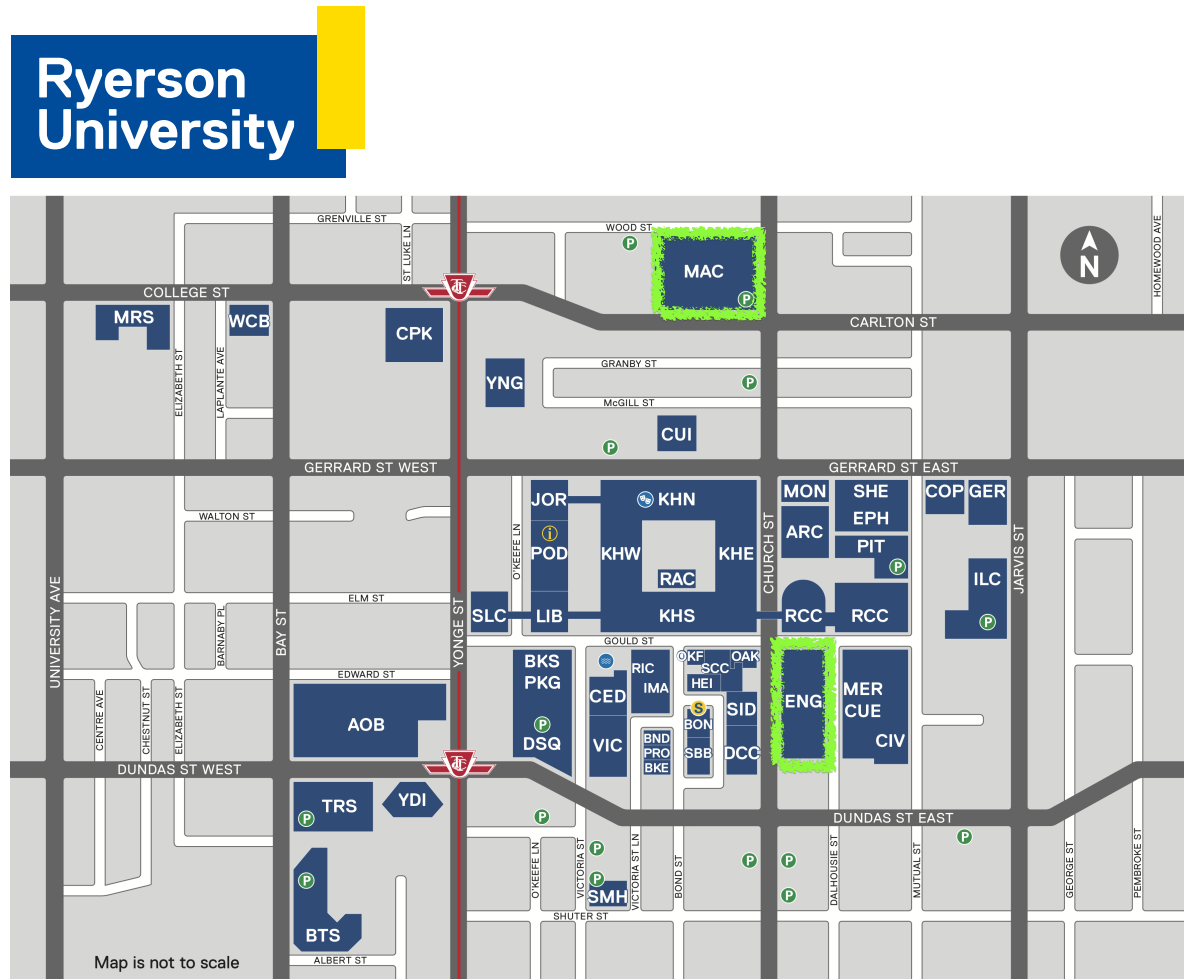 Ryerson
University
GRENVILLE ST
ST LUKE LN
WOOD ST
HOMEWOOD AVE
MAC
P
P
N
COLLEGE ST
TTC
CARLTON ST
MRS
WCB
CPK
ELIZABETH ST
LAPLANTE AVE
YNG
GRANBY ST
P
McGILL ST
CUI
P
GERRARD ST WEST
GERRARD ST EAST
WALTON ST
O'KEEFE LN
JOR
KHN
MON
SHE
COP
GER
EPH
ARC
i
POD
KHW
KHE
CHURCH ST
PIT
P
JARVIS ST
RAC
ILC
UNIVERSITY AVE
BARNABY PL
BAY ST
ELM ST
YONGE ST
SLC
LIB
KHS
RCC
RCC
P
GOULD ST
EDWARD ST
BKS
PKG
RIC
IMA
OKF
OAK
SCC
HEI
CED
S
BON
SID
ENG
MER
CUE
CENTRE AVE
CHESTNUT ST
ELIZABETH ST
AOB
P
DSQ
VIC
BND
PRO
BKE
SBB
DCC
CIV
DUNDAS ST WEST
TTC
TRS
P
YDI
P
DUNDAS ST EAST
P
P
P
P
O'KEEFE LN
VICTORIA ST
VICTORIA ST LN
BOND ST
DALHOUSIE ST
MUTUAL ST
GEORGE ST
PEMBROKE ST
P
P
SMH
P
SHUTER ST
BTS
ALBERT ST
Map is not to scale